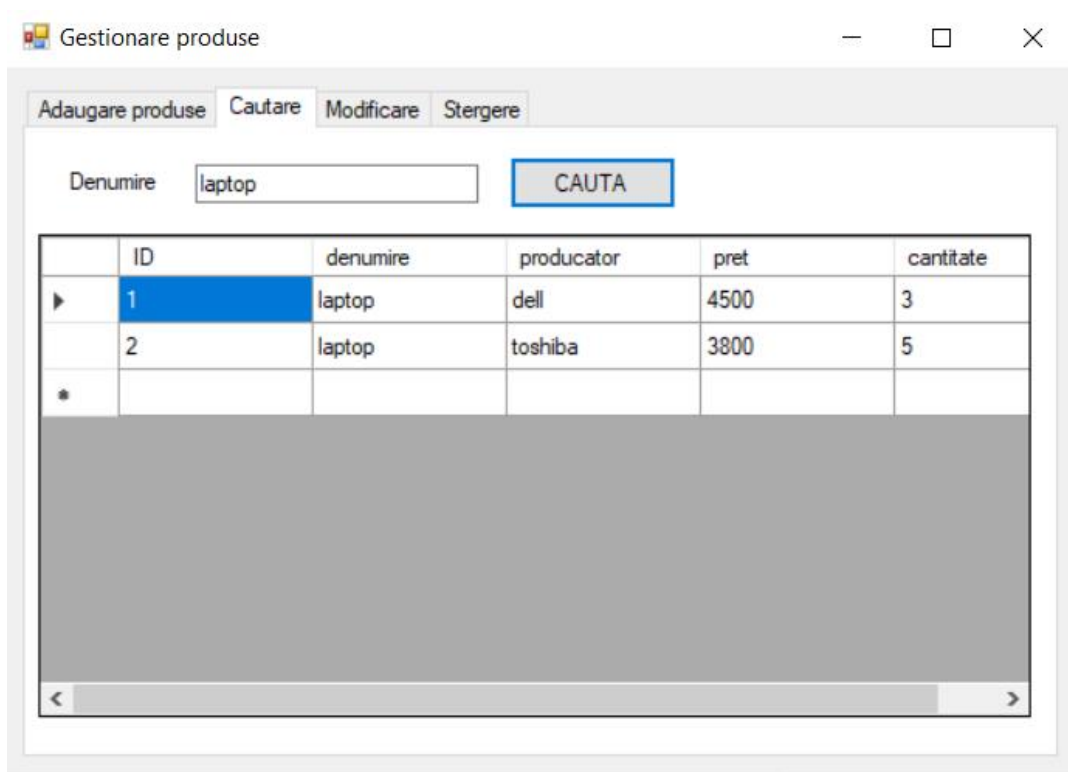 Gestionare produse
Adaugare produse Cautare Modificare Stergere
Denumire laptop CAUTA
ID denumire producator pret cantitate
1 laptop dell 4500 3
2 laptop toshiba 3800 5